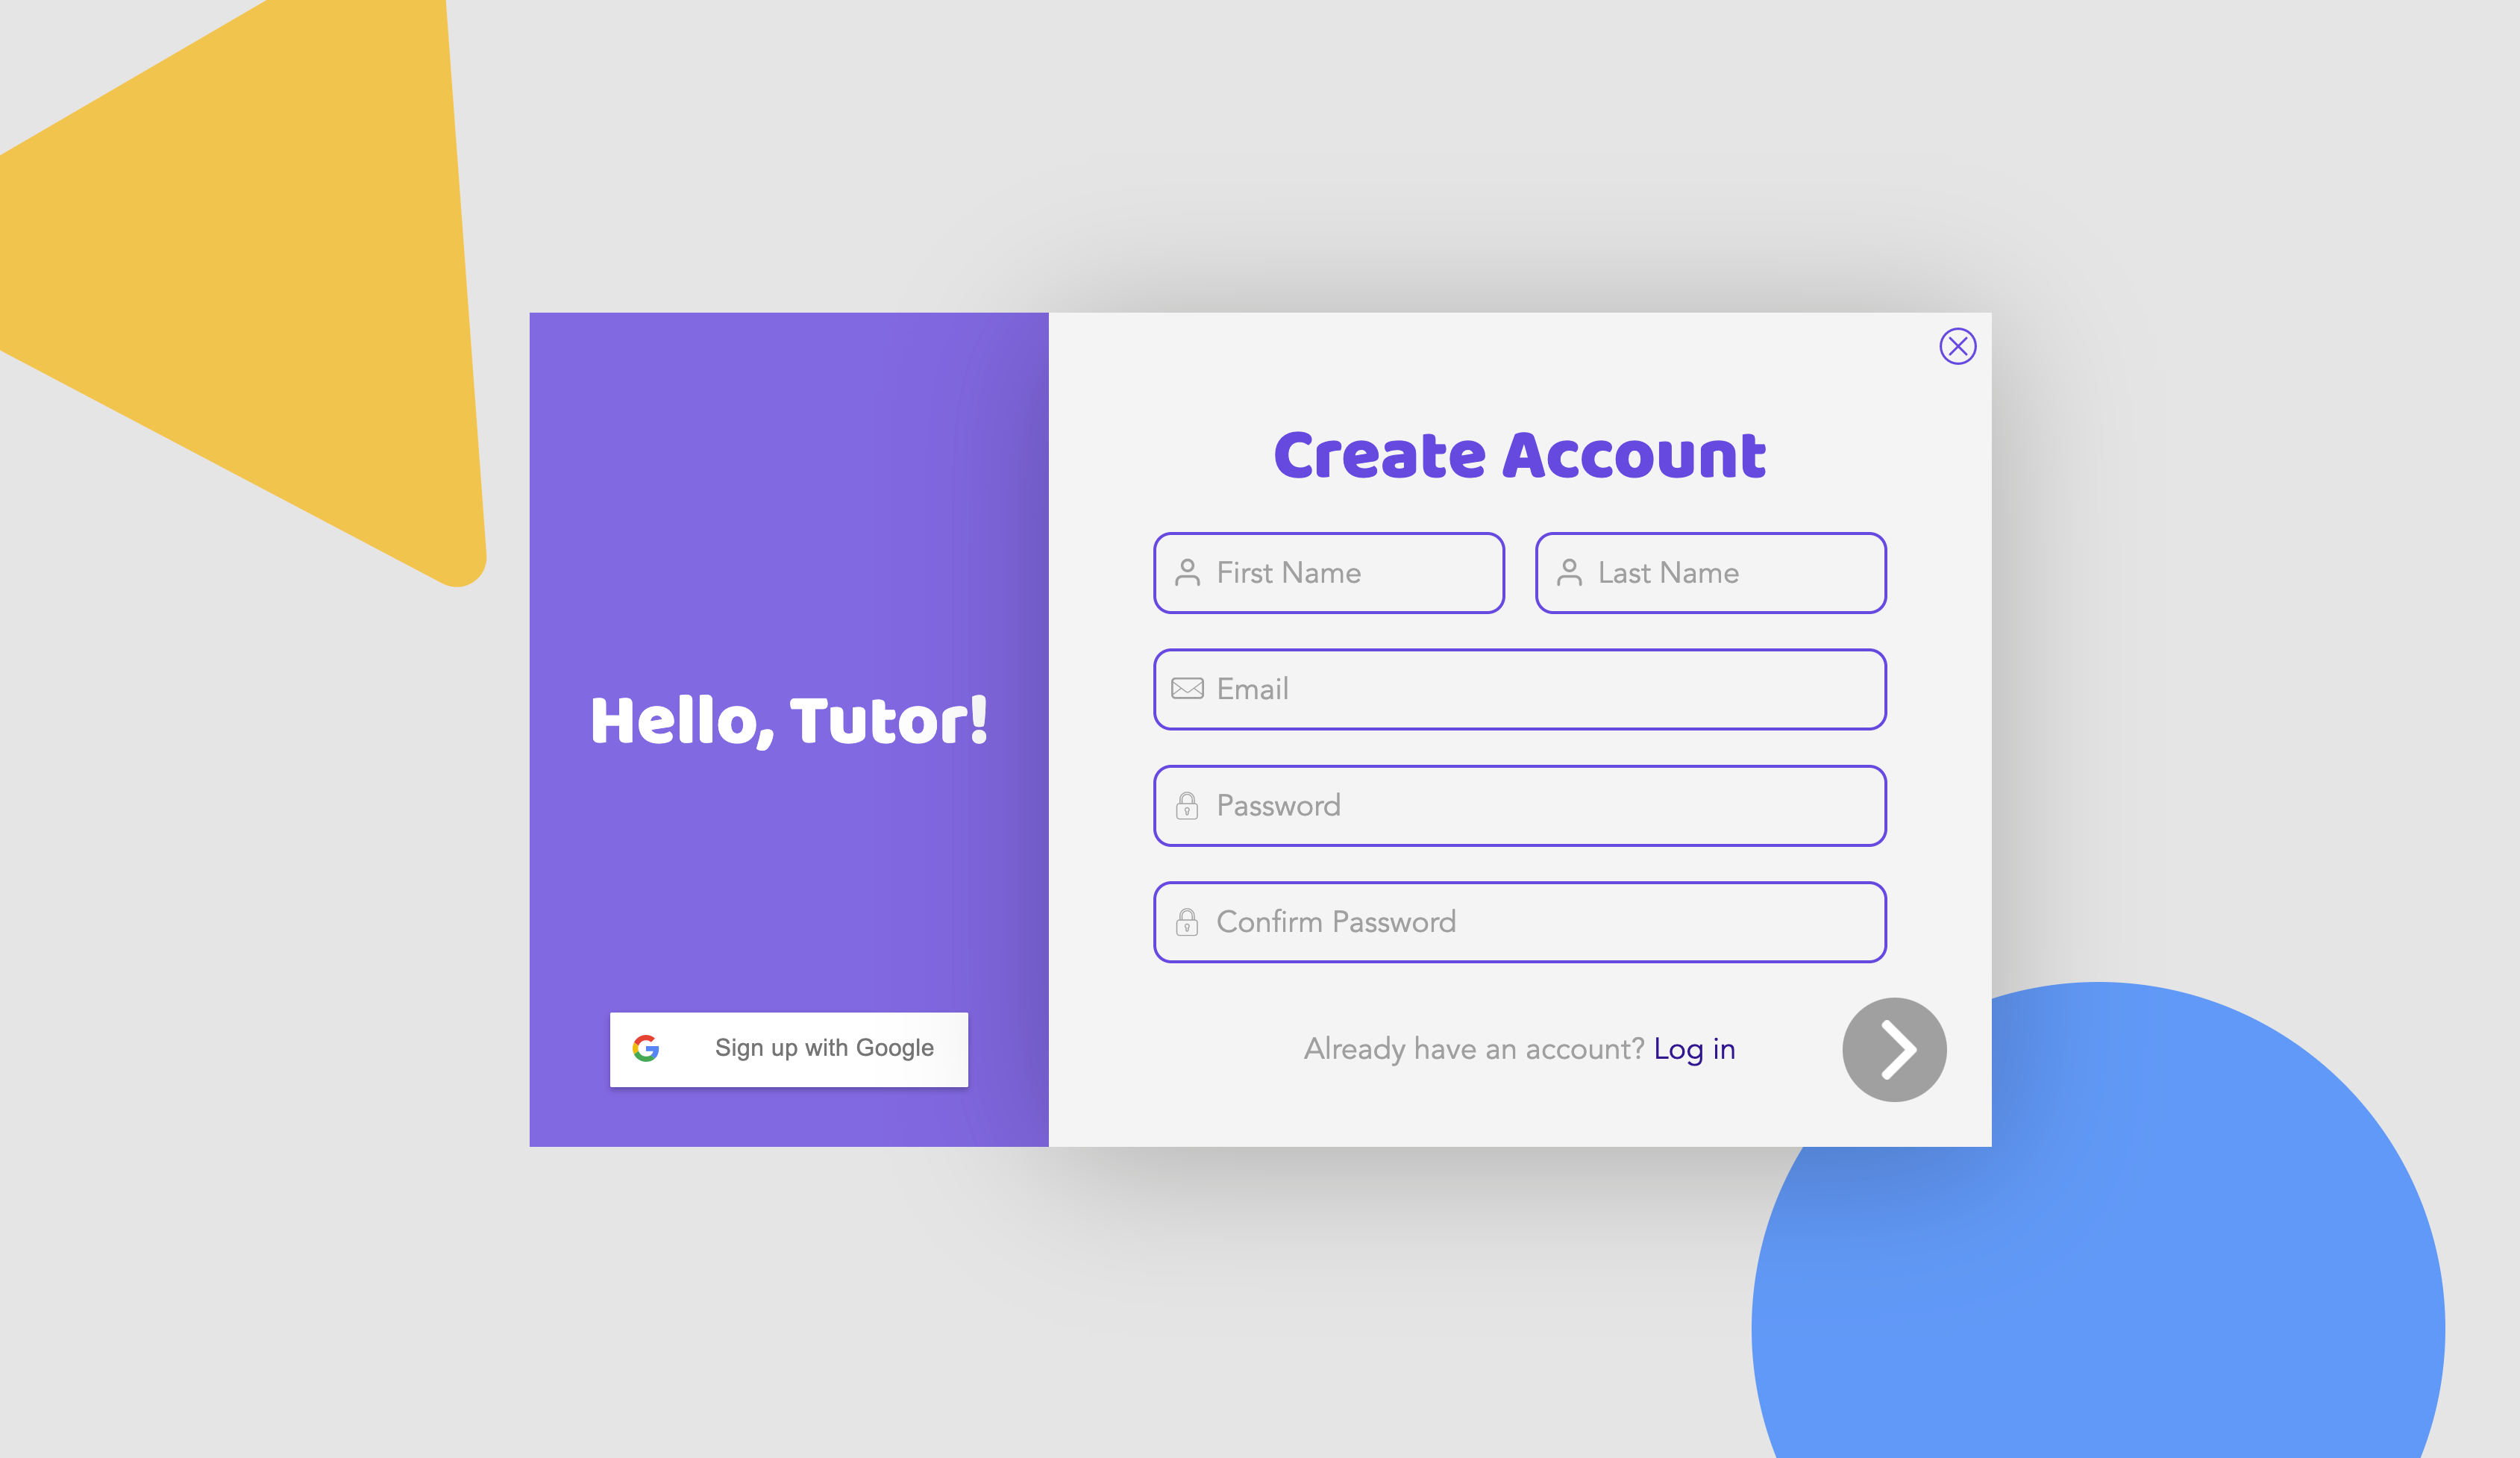 Hello, Tutor!
Sign up with Google
Create Account
First Name
Last Name
Email
Password
Confirm Password
Already have an account? Log in